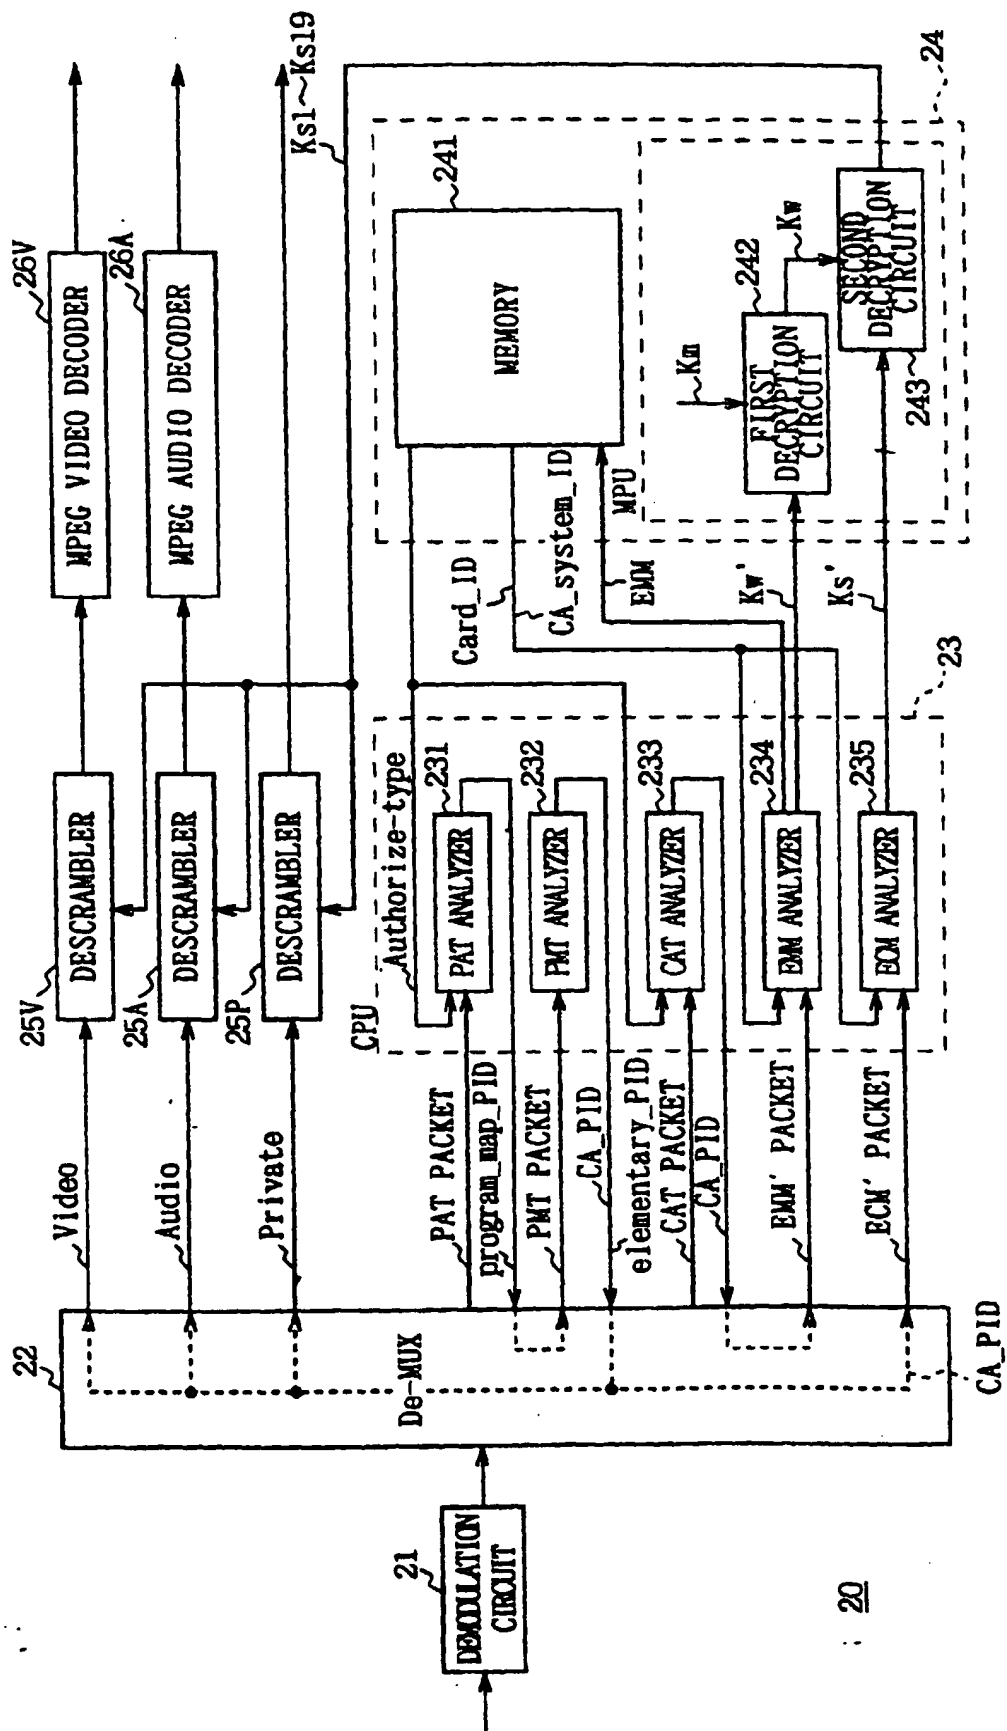 20
21
DEMODULATION
CIRCUIT
22
De-MUX
CA_PID
Video
Audio
Private
PAT PACKET
program_map_PID
PMT PACKET
CA_PID
elementary_PID
CAT PACKET
CA_PID
EMM' PACKET
ECM' PACKET
25V
DESCRAMBLER
25A
DESCRAMBLER
25P
DESCRAMBLER
CPU
Authorize-type
231
PAT ANALYZER
232
PMT ANALYZER
233
CAT ANALYZER
234
EMM ANALYZER
235
ECM ANALYZER
23
Card_ID
CA_system_ID
EMM
Kw'
Ks'
26V
MPEG VIDEO DECODER
26A
MPEG AUDIO DECODER
Ks1~Ks19
24
241
MEMORY
MPU
Km
242
FIRST
DECRYPTION
CIRCUIT
Kw
243
SECOND
DECRYPTION
CIRCUIT